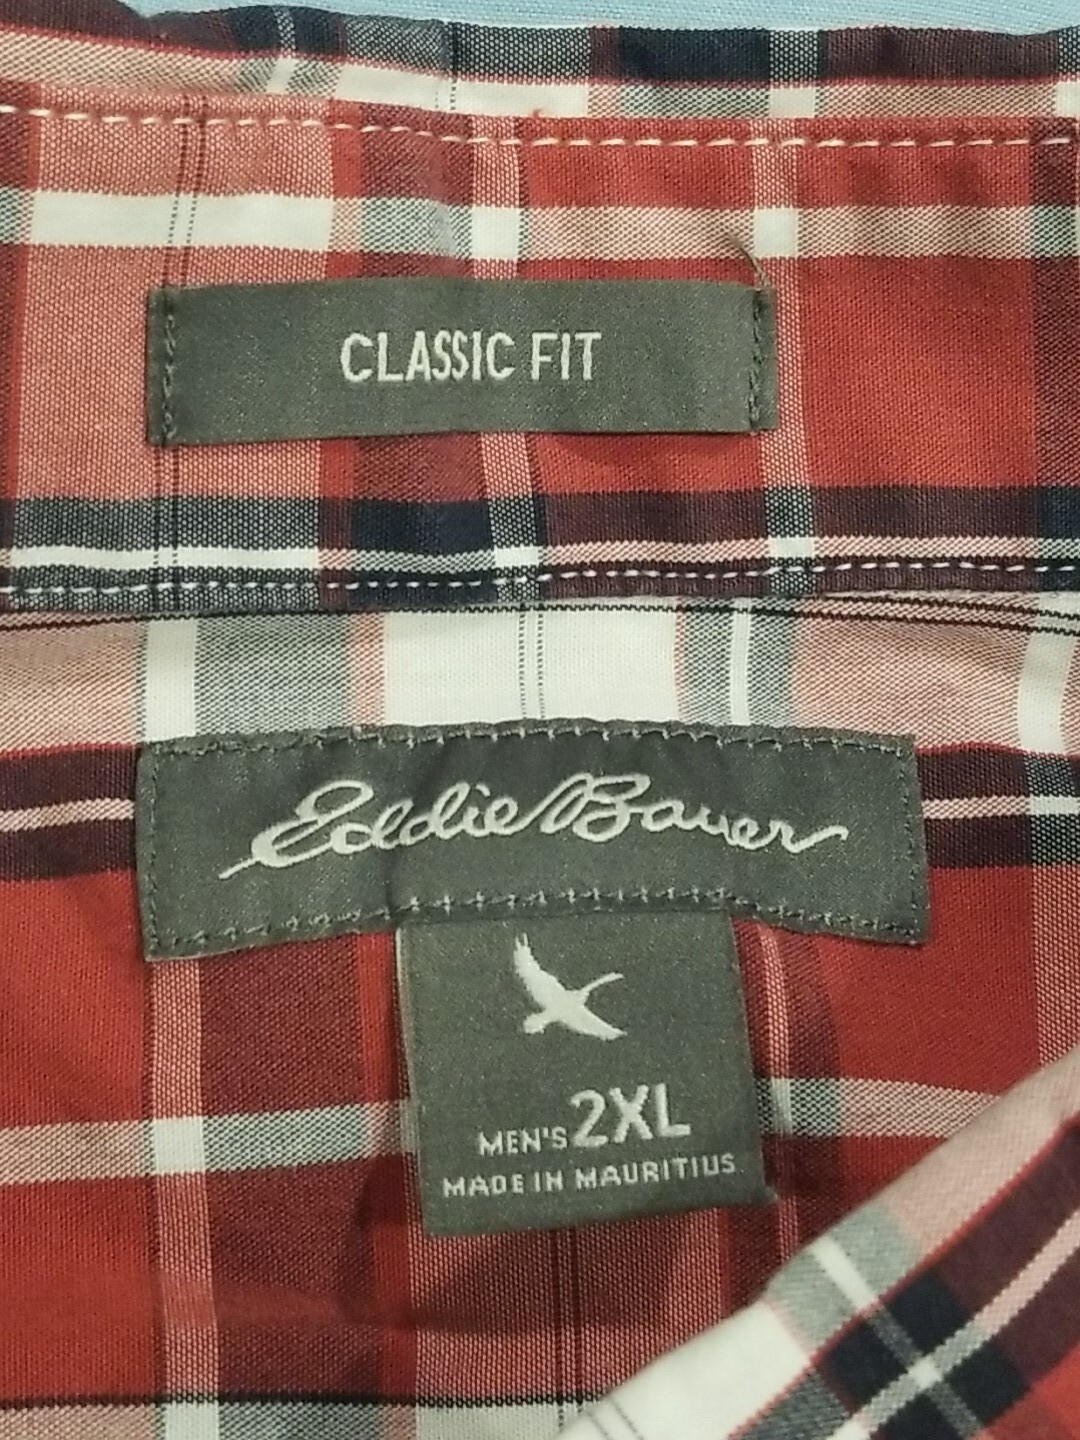 CLASSIC FIT
Eddie Bauer
MEN'S 2XL
MADE IN MAURITIUS